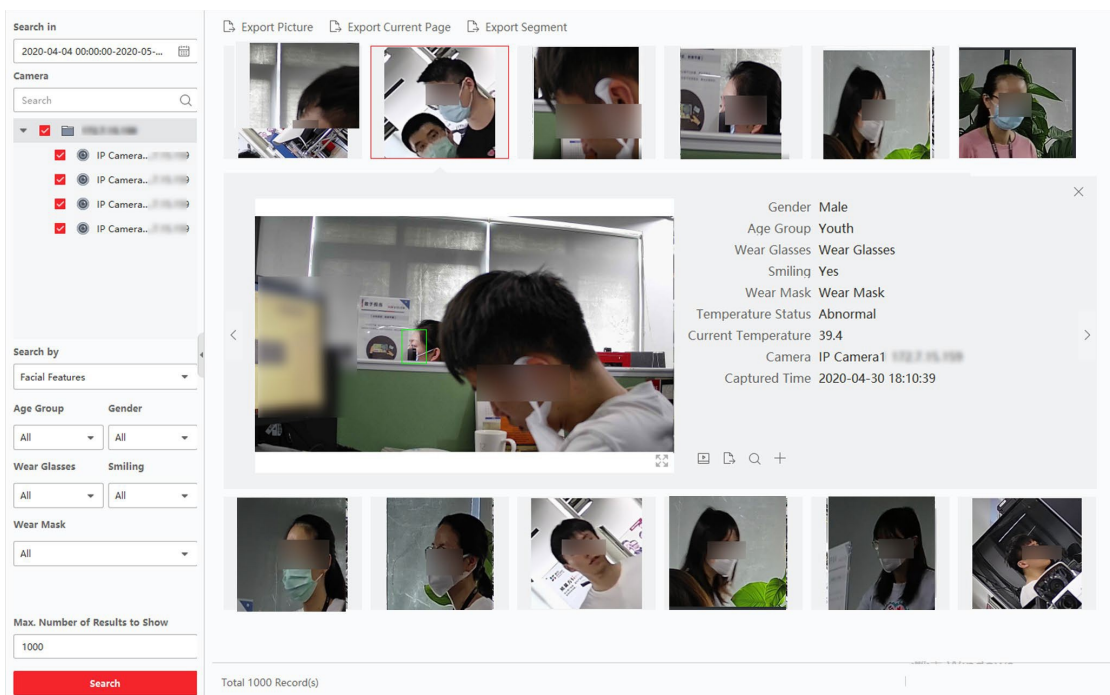 Search in
Export Picture Export Current Page Export Segment
2020-04-04 00:00:00-2020-05-...
Camera
Search
IP Camera..
IP Camera..
IP Camera..
IP Camera..
Gender Male
Age Group Youth
Wear Glasses Wear Glasses
Smiling Yes
Wear Mask Wear Mask
Temperature Status Abnormal
Current Temperature 39.4
Camera IP Camera1
Captured Time 2020-04-30 18:10:39
Search by
Facial Features
Age Group Gender
All All
Wear Glasses Smiling
All All
Wear Mask
All
Max. Number of Results to Show
1000
Search
Total 1000 Record(s)